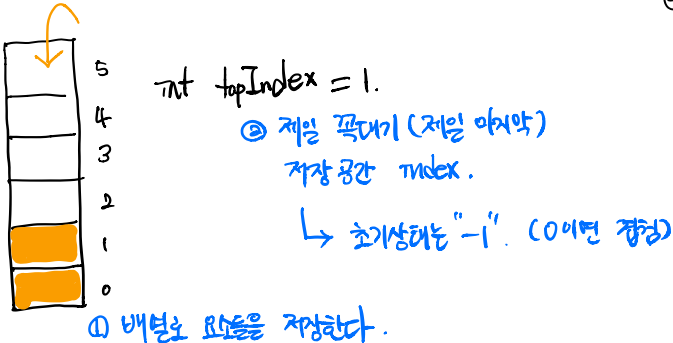 5
int topIndex = 1.
4
② 제일 꼭대기 (제일 마지막)
3
저장 공간 index.
2
↳ 초기상태는 "-1". (0이면 겹침)
1
0
① 배열로 요소들을 저장한다.